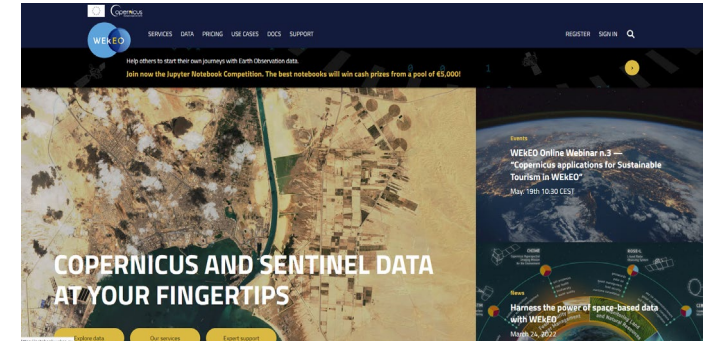 Copernicus
WEkEO
SERVICES DATA PRICING USE CASES DOCS SUPPORT
REGISTER SIGN IN
Help others to start their own journeys with Earth Observation data.
Join now the Jupyter Notebook Competition. The best notebooks will win cash prizes from a pool of €5,000!
0 0 1
COPERNICUS AND SENTINEL DATA
AT YOUR FINGERTIPS
Explore data Our services Expert support
Events
WEkEO Online Webinar n.3 —
“Copernicus applications for Sustainable
Tourism in WEkEO”
May. 19th 10:30 CEST
News
Harness the power of space-based data
with WEkEO
March 24, 2022